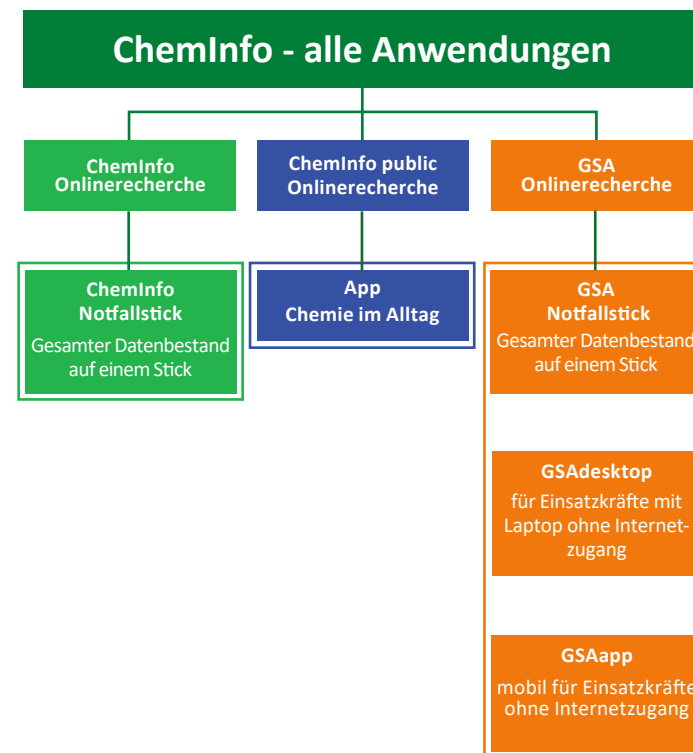 ChemInfo - alle Anwendungen
ChemInfo
Onlinerecherche
ChemInfo public
Onlinerecherche
GSA
Onlinerecherche
ChemInfo
Notfallstick
Gesamter Datenbestand
auf einem Stick
App
Chemie im Alltag
GSA
Notfallstick
Gesamter Datenbestand
auf einem Stick
GSAdesktop
für Einsatzkräfte mit
Laptop ohne Internet-
zugang
GSAapp
mobil für Einsatzkräfte
ohne Internetzugang